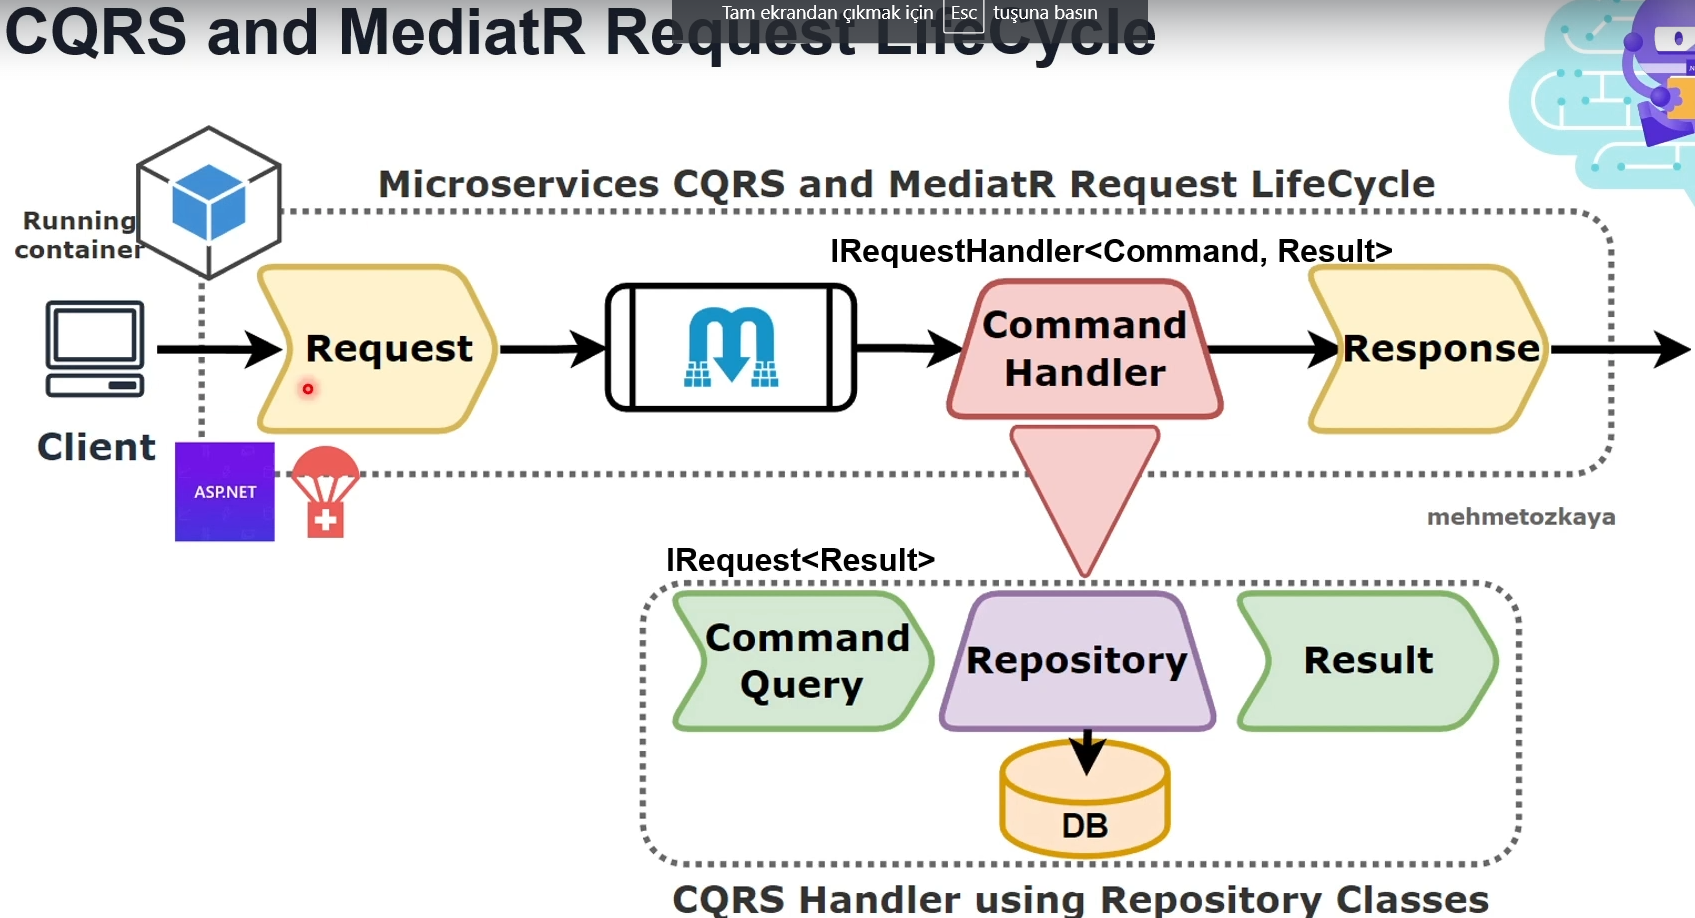 Tam ekrandan çıkmak için Esc tuşuna basın
CQRS and MediatR Request LifeCycle
Microservices CQRS and MediatR Request LifeCycle
Running
container
IRequestHandler<Command, Result>
Request
Command
Handler
Response
Client
ASP.NET
mehmetozkaya
IRequest<Result>
Command
Query
Repository
Result
DB
CQRS Handler using Repository Classes